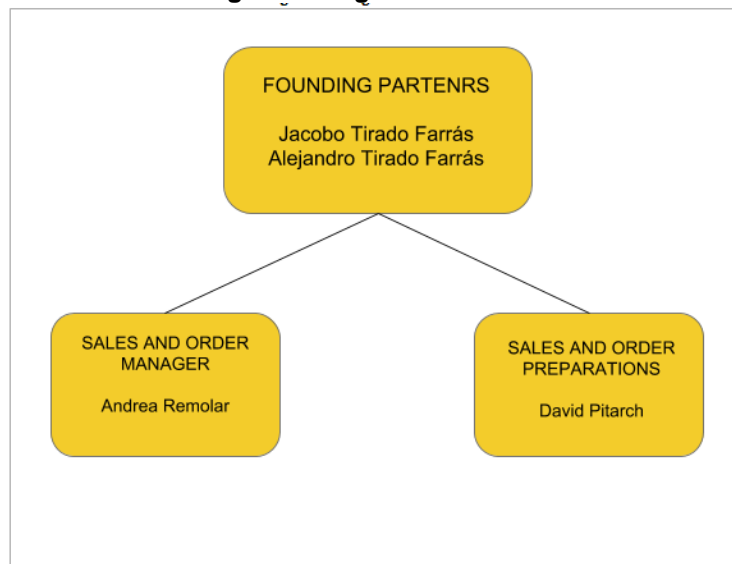 FOUNDING PARTENRS
Jacobo Tirado Farrás
Alejandro Tirado Farrás
SALES AND ORDER
MANAGER
Andrea Remolar
SALES AND ORDER
PREPARATIONS
David Pitarch